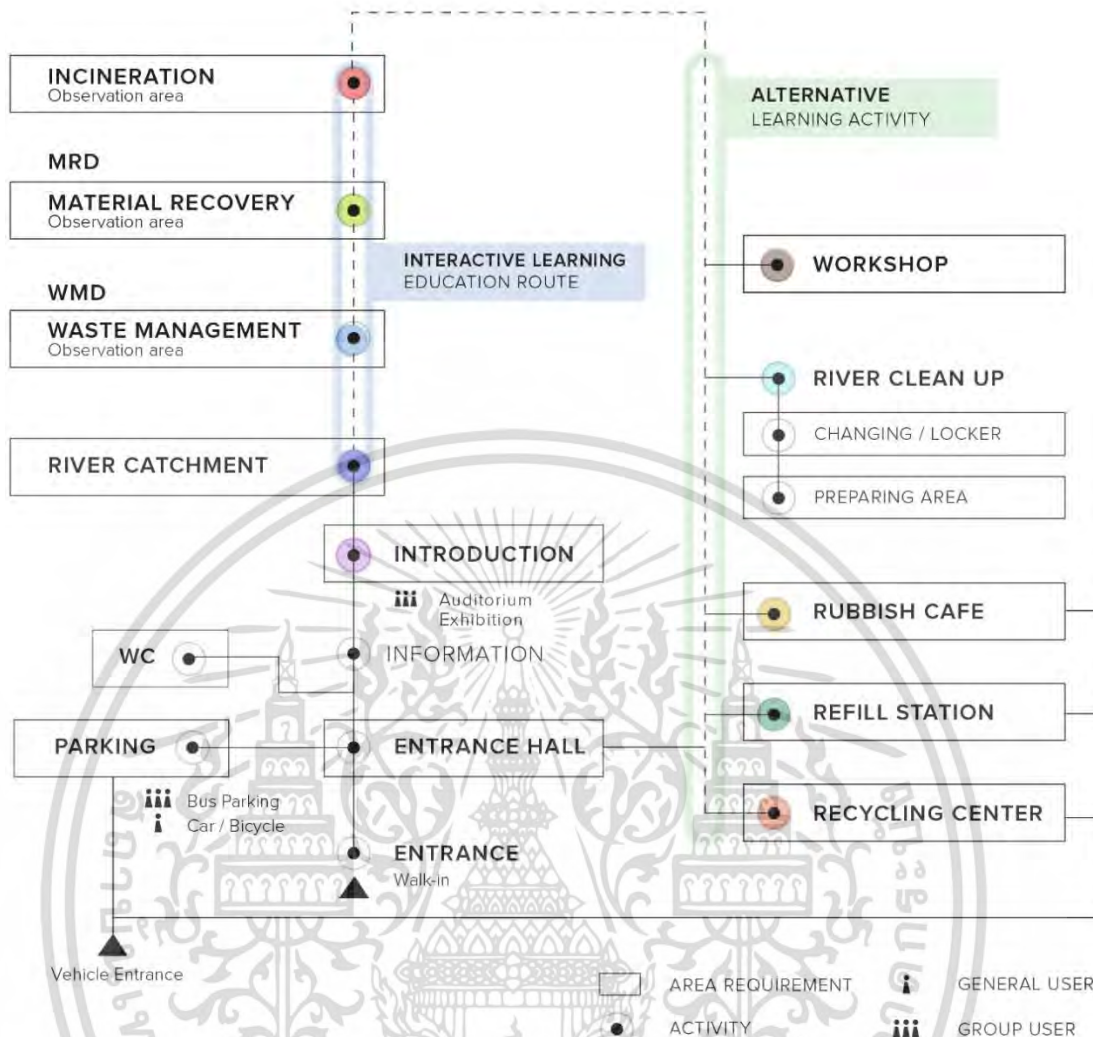 INCINERATION
Observation area
MRD
MATERIAL RECOVERY
Observation area
WMD
WASTE MANAGEMENT
Observation area
RIVER CATCHMENT
INTERACTIVE LEARNING
EDUCATION ROUTE
ALTERNATIVE
LEARNING ACTIVITY
WORKSHOP
RIVER CLEAN UP
CHANGING / LOCKER
PREPARING AREA
RUBBISH CAFE
REFILL STATION
RECYCLING CENTER
INTRODUCTION
Auditorium
Exhibition
INFORMATION
WC
PARKING
Bus Parking
Car / Bicycle
ENTRANCE HALL
ENTRANCE
Walk-in
Vehicle Entrance
AREA REQUIREMENT
GENERAL USER
ACTIVITY
GROUP USER